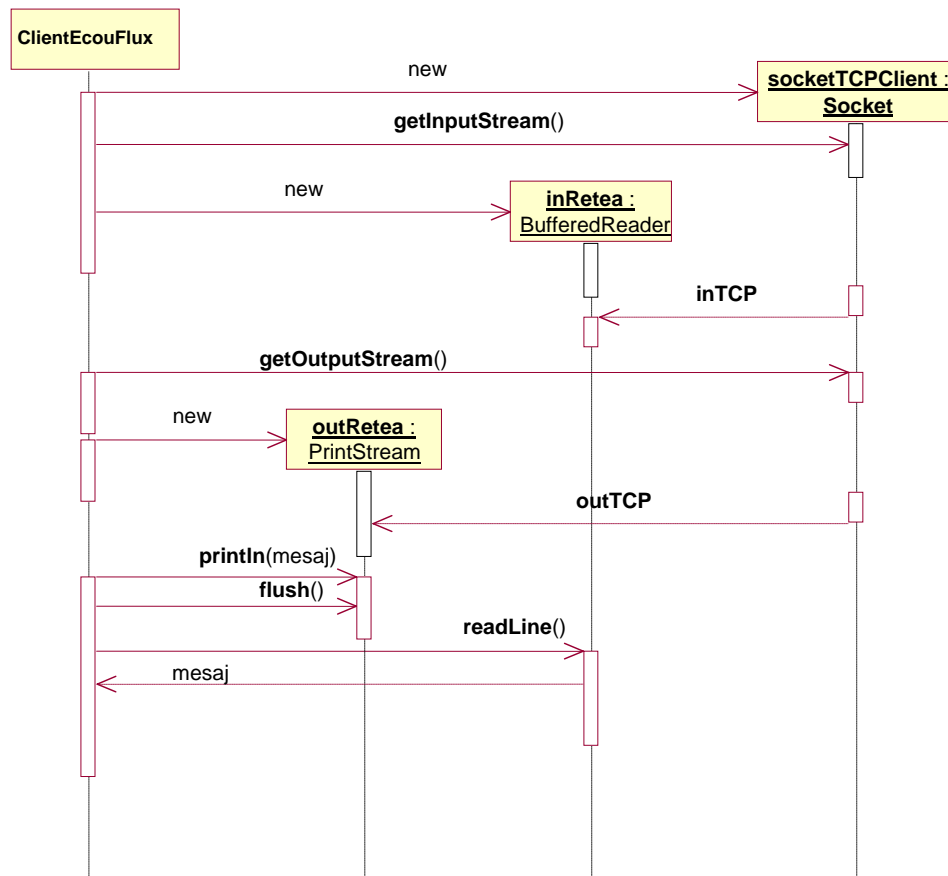 ClientEcouFlux
new
socketTCPClient :
Socket
getInputStream()
new
inRetea :
BufferedReader
inTCP
getOutputStream()
new
outRetea :
PrintStream
outTCP
println(mesaj)
flush()
readLine()
mesaj